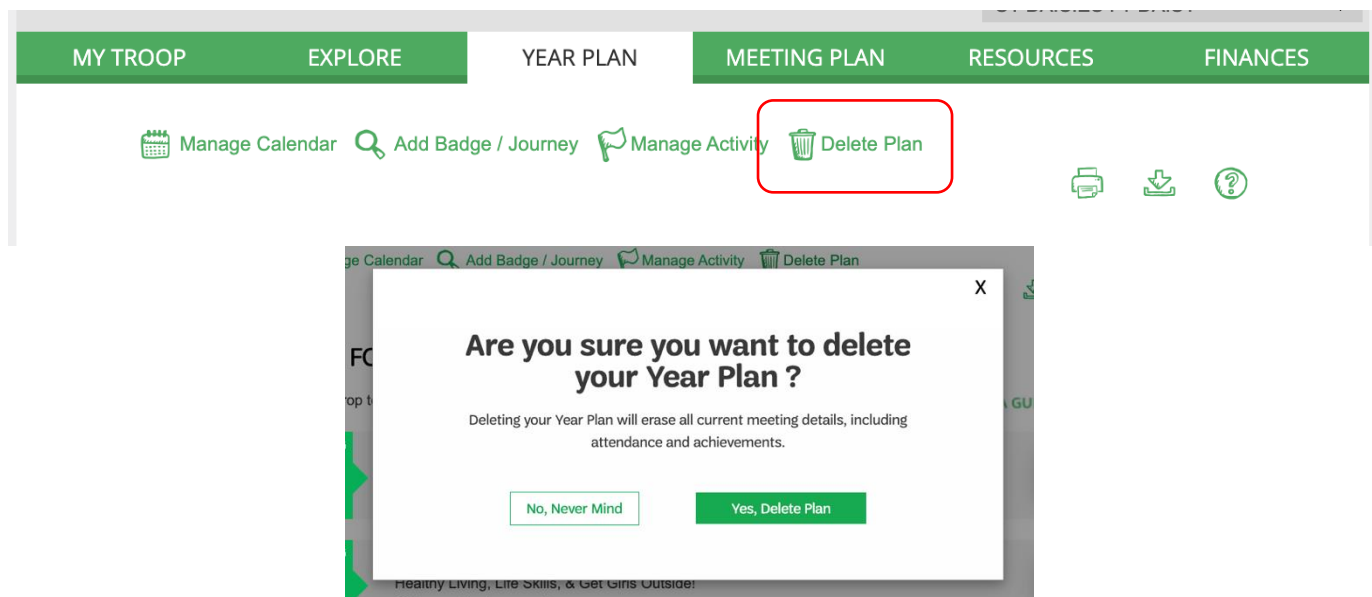 MY TROOP EXPLORE YEAR PLAN MEETING PLAN RESOURCES FINANCES
Manage Calendar Add Badge / Journey Manage Activity Delete Plan
Calendar Add Badge / Journey Manage Activity Delete Plan
X
Are you sure you want to delete
your Year Plan ?
Deleting your Year Plan will erase all current meeting details, including
attendance and achievements.
No, Never Mind Yes, Delete Plan
Healthy Living, Life Skills, & Get Girls Outside!